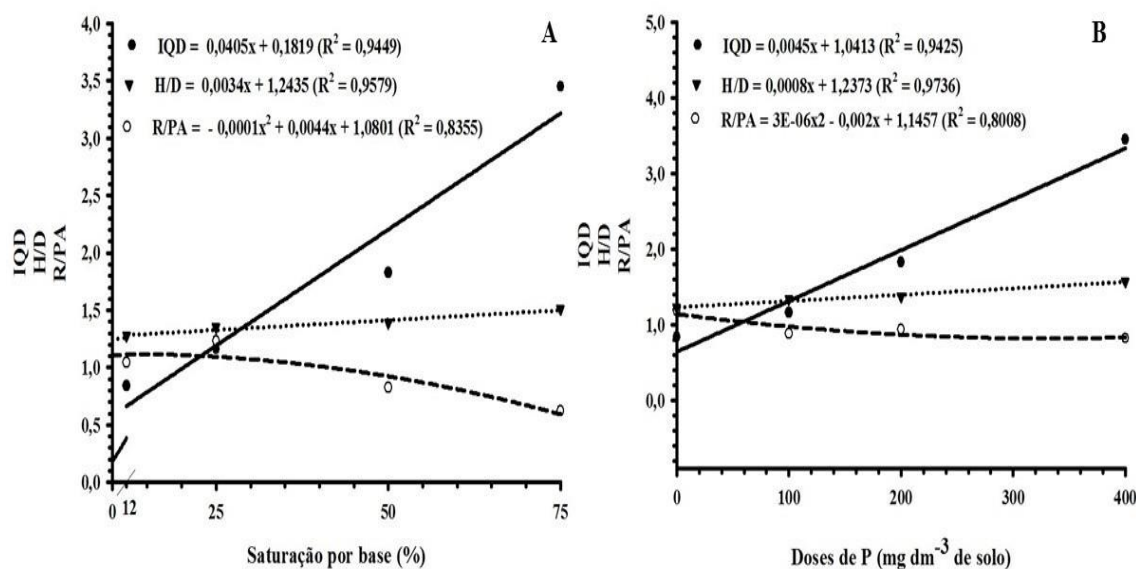 A
IQD = 0,0405x + 0,1819 (R² = 0,9449)
H/D = 0,0034x + 1,2435 (R² = 0,9579)
R/PA = - 0,0001x² + 0,0044x + 1,0801 (R² = 0,8355)
4,0
3,5
3,0
2,5
2,0
1,5
1,0
0,5
0,0
IQD
H/D
R/PA
0 12 25 50 75
Saturação por base (%)
B
IQD = 0,0045x + 1,0413 (R² = 0,9425)
H/D = 0,0008x + 1,2373 (R² = 0,9736)
R/PA = 3E-06x2 - 0,002x + 1,1457 (R² = 0,8008)
5,0
4,0
3,0
2,0
1,0
0,0
IQD
H/D
R/PA
0 100 200 300 400
Doses de P (mg dm⁻³ de solo)